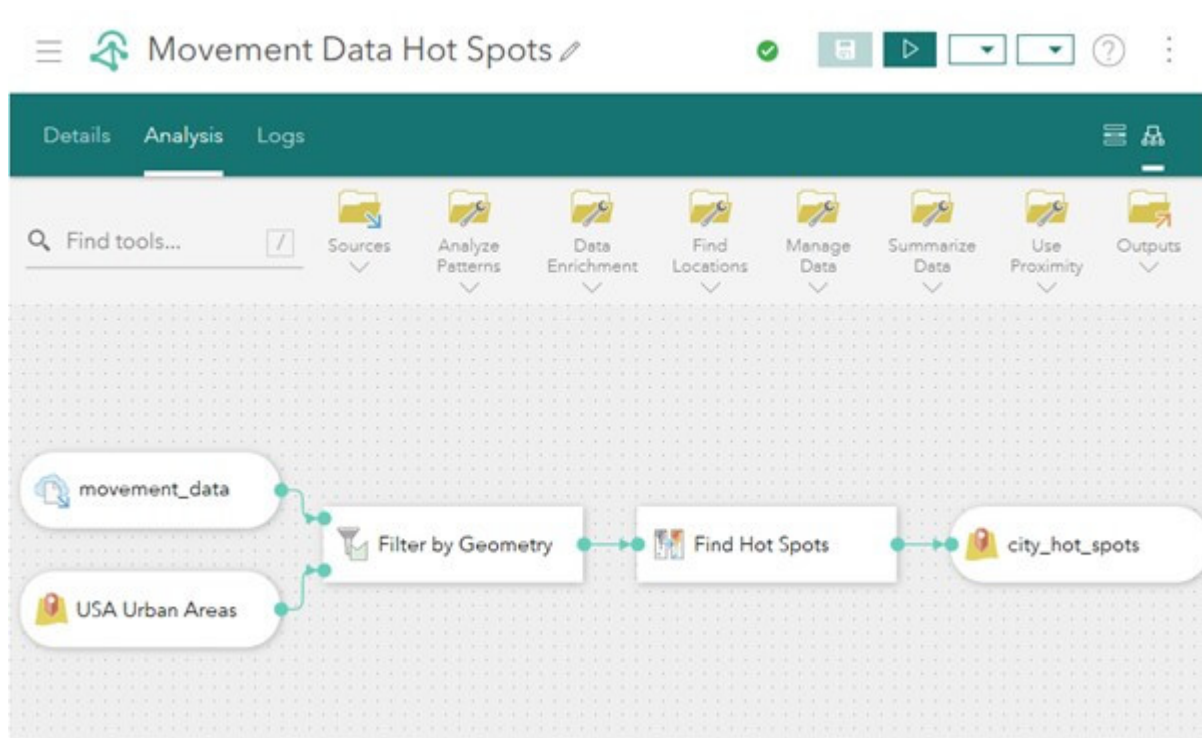 Movement Data Hot Spots
?
Details Analysis Logs
Find tools... /
Sources
Analyze
Patterns
Data
Enrichment
Find
Locations
Manage
Data
Summarize
Data
Use
Proximity
Outputs
movement_data
USA Urban Areas
Filter by Geometry
Find Hot Spots
city_hot_spots